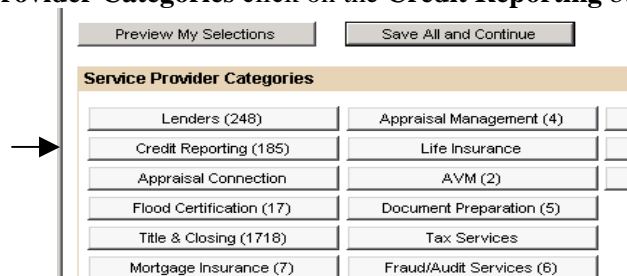 Provider Categories click on the Credit Reporting
Preview My Selections Save All and Continue
Service Provider Categories
Lenders (248) Appraisal Management (4)
Credit Reporting (185) Life Insurance
Appraisal Connection AVM (2)
Flood Certification (17) Document Preparation (5)
Title & Closing (1718) Tax Services
Mortgage Insurance (7) Fraud/Audit Services (6)